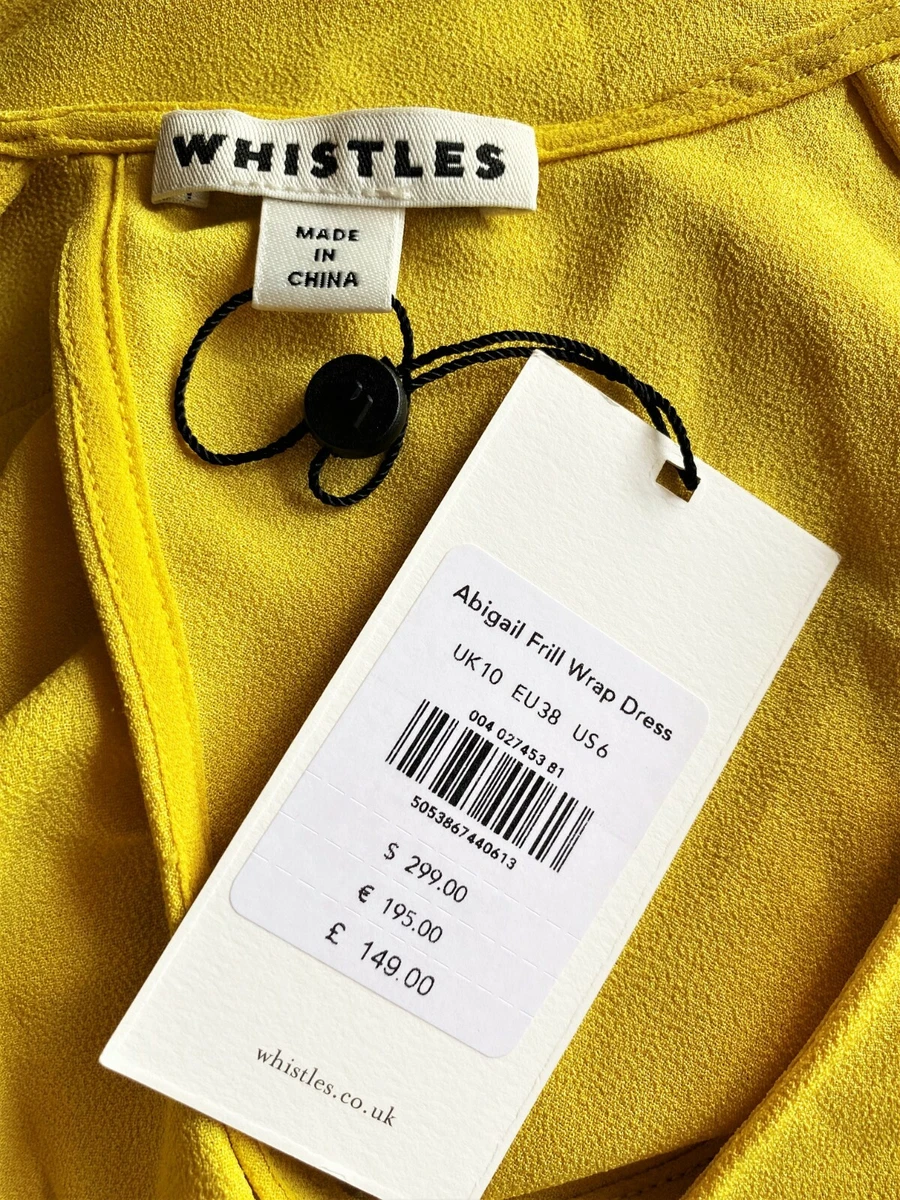 WHISTLES
MADE
IN
CHINA
Abigail Frill Wrap Dress
UK10 EU38 US6
004 027453 81
5053867440613
$ 299.00
€ 195.00
£ 149.00
whistles.co.uk